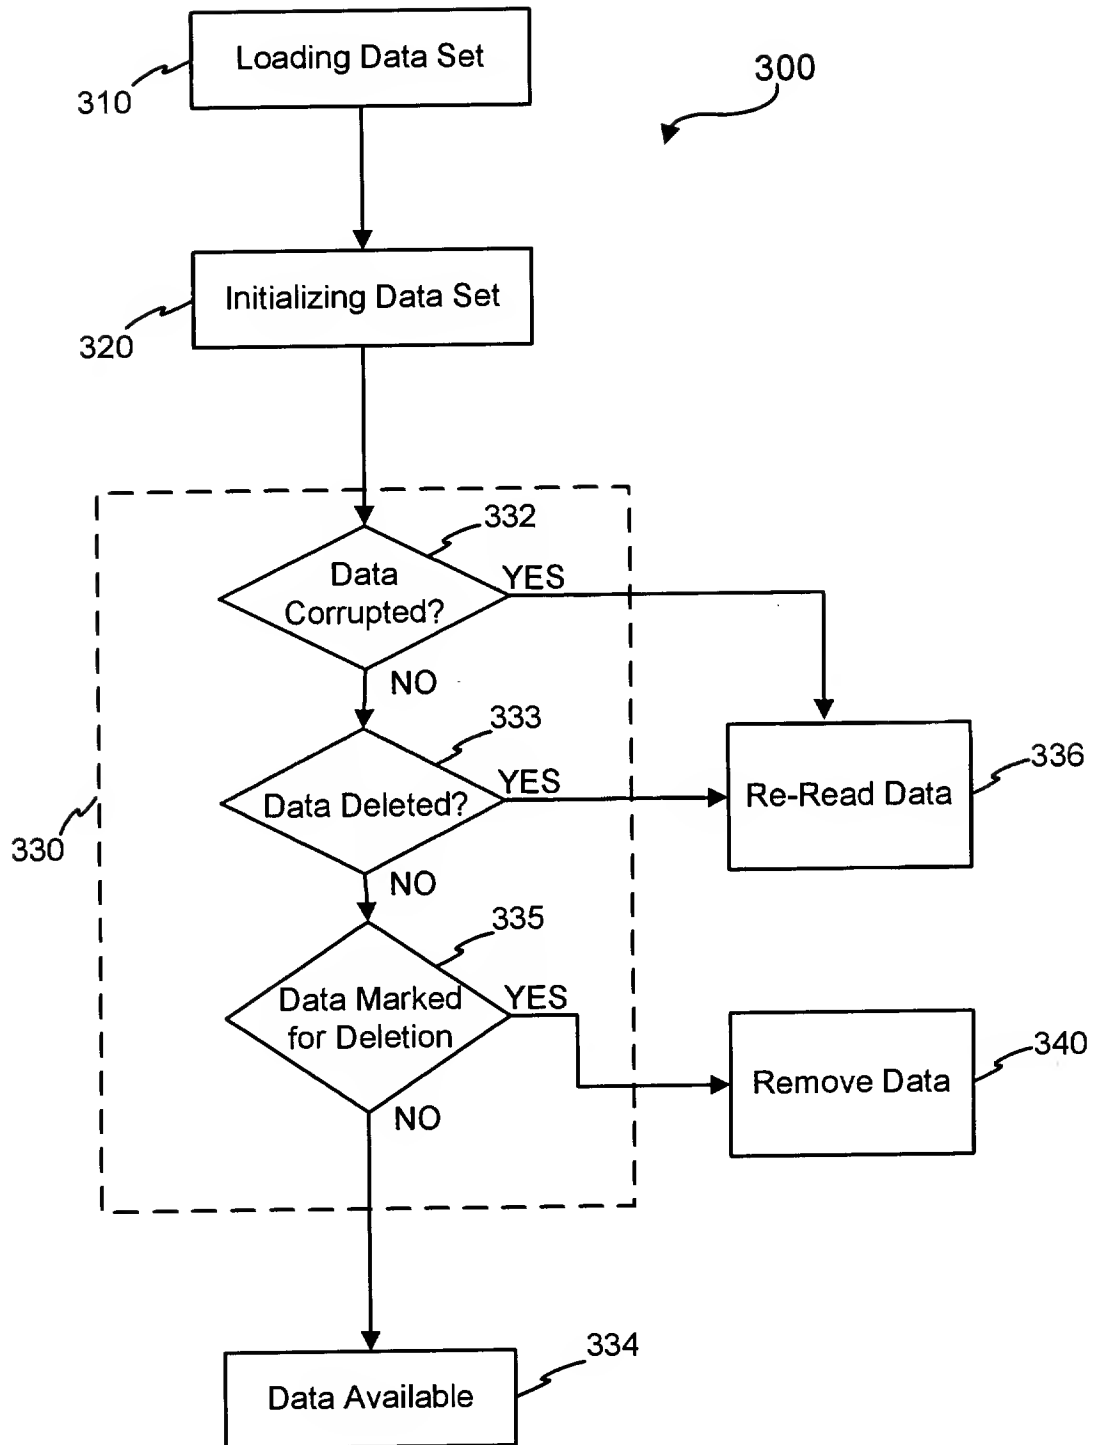 Loading Data Set
310
300
Initializing Data Set
320
332
Data
Corrupted?
YES
NO
333
Data Deleted?
YES
NO
Re-Read Data
336
330
335
Data Marked
for Deletion
YES
NO
Remove Data
340
334
Data Available